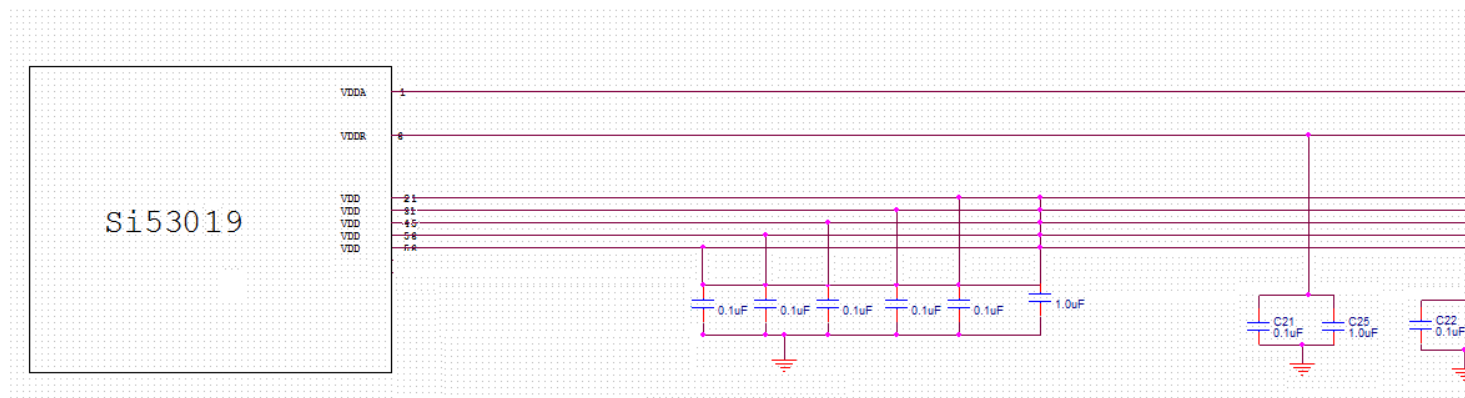 VDDA 1
VDDR
VDD 21
VDD
VDD 45
VDD
VDD
Si53019
0.1uF 0.1uF 0.1uF 0.1uF 0.1uF 1.0uF
C21 C25 C22
0.1uF 1.0uF 0.1uF